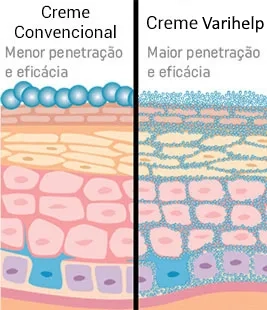 Creme
Convencional
Menor penetração
e eficácia
Creme Varihelp
Maior penetração
e eficácia